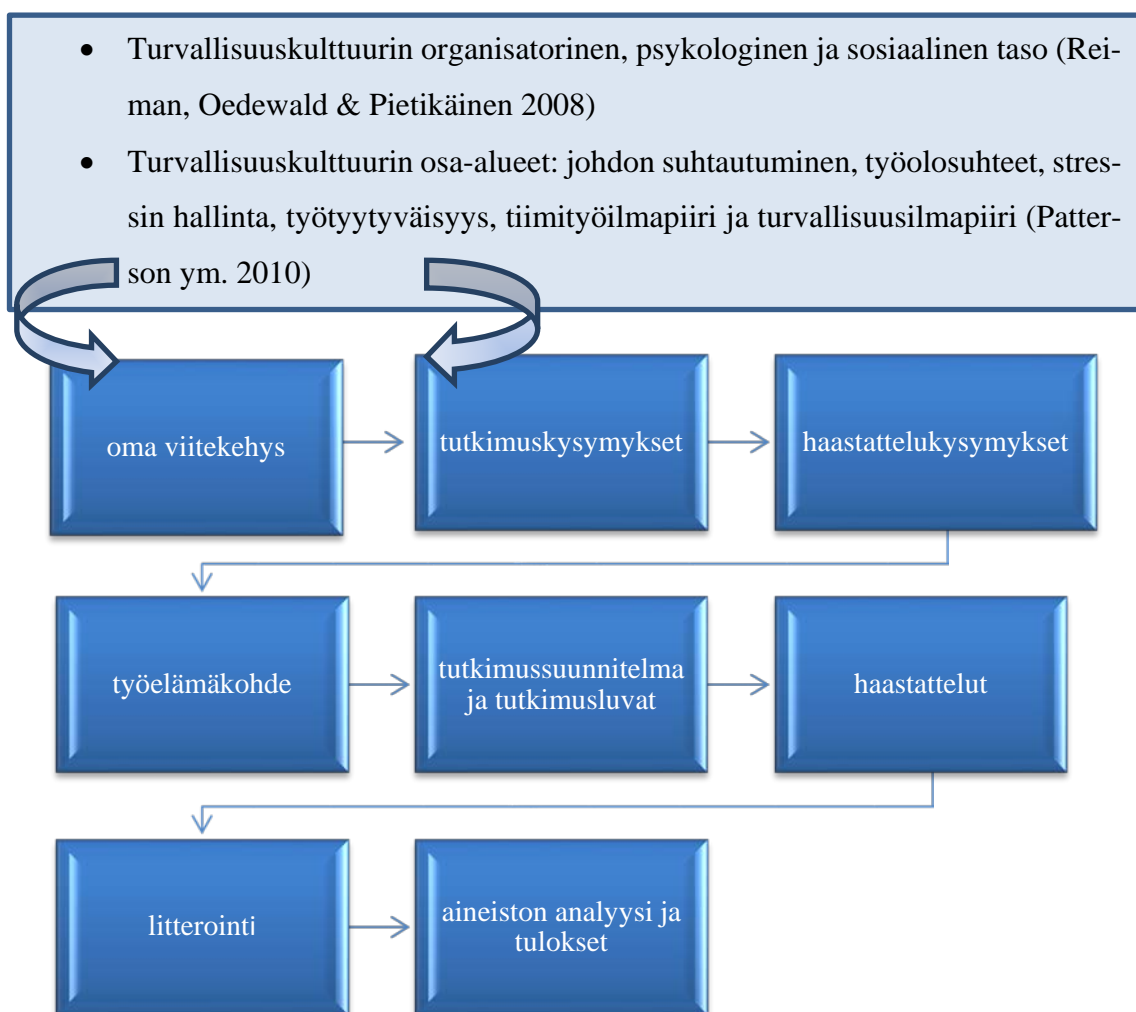 • Turvallisuuskulttuurin organisatorinen, psykologinen ja sosiaalinen taso (Rei-
man, Oedewald & Pietikäinen 2008)
• Turvallisuuskulttuurin osa-alueet: johdon suhtautuminen, työolosuhteet, stres-
sin hallinta, työtyytyväisyys, tiimityöilmapiiri ja turvallisuusilmapiiri (Patter-
son ym. 2010)
oma viitekehys
tutkimuskysymykset
haastattelukysymykset
työelämäkohde
tutkimussuunnitelma
ja tutkimusluvat
haastattelut
litterointi
aineiston analyysi ja
tulokset